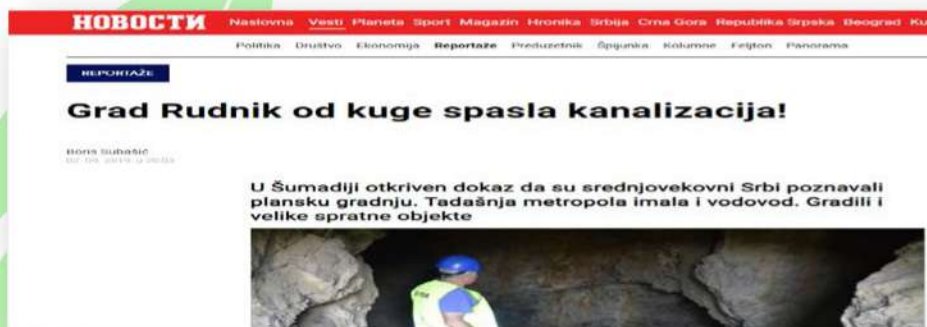 НОВОСТИ Naslovna Vesti Planeta Sport Magazin Hronika Srbija Crna Gora Republika Srpska Beograd Ku
Politika Društvo Ekonomija Reportaže Preduzetnik Špijunka Kolumne Feljton Panorama
REPORTAŽE
Grad Rudnik od kuge spasla kanalizacija!
Boris Subašić
U Šumadiji otkriven dokaz da su srednjovekovni Srbi poznavali
plansku gradnju. Tadašnja metropola imala i vodovod. Gradili i
velike spratne objekte